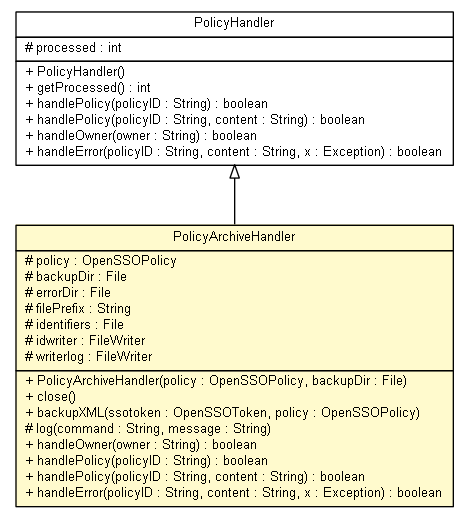 PolicyHandler
# processed : int
+ PolicyHandler()
+ getProcessed() : int
+ handlePolicy(policyID : String) : boolean
+ handlePolicy(policyID : String, content : String) : boolean
+ handleOwner(owner : String) : boolean
+ handleError(policyID : String, content : String, x : Exception) : boolean
PolicyArchiveHandler
# policy : OpenSSOPolicy
# backupDir : File
# errorDir : File
# filePrefix : String
# identifiers : File
# idwriter : FileWriter
# writerlog : FileWriter
+ PolicyArchiveHandler(policy : OpenSSOPolicy, backupDir : File)
+ close()
+ backupXML(ssotoken : OpenSSOToken, policy : OpenSSOPolicy)
# log(command : String, message : String)
+ handleOwner(owner : String) : boolean
+ handlePolicy(policyID : String) : boolean
+ handlePolicy(policyID : String, content : String) : boolean
+ handleError(policyID : String, content : String, x : Exception) : boolean